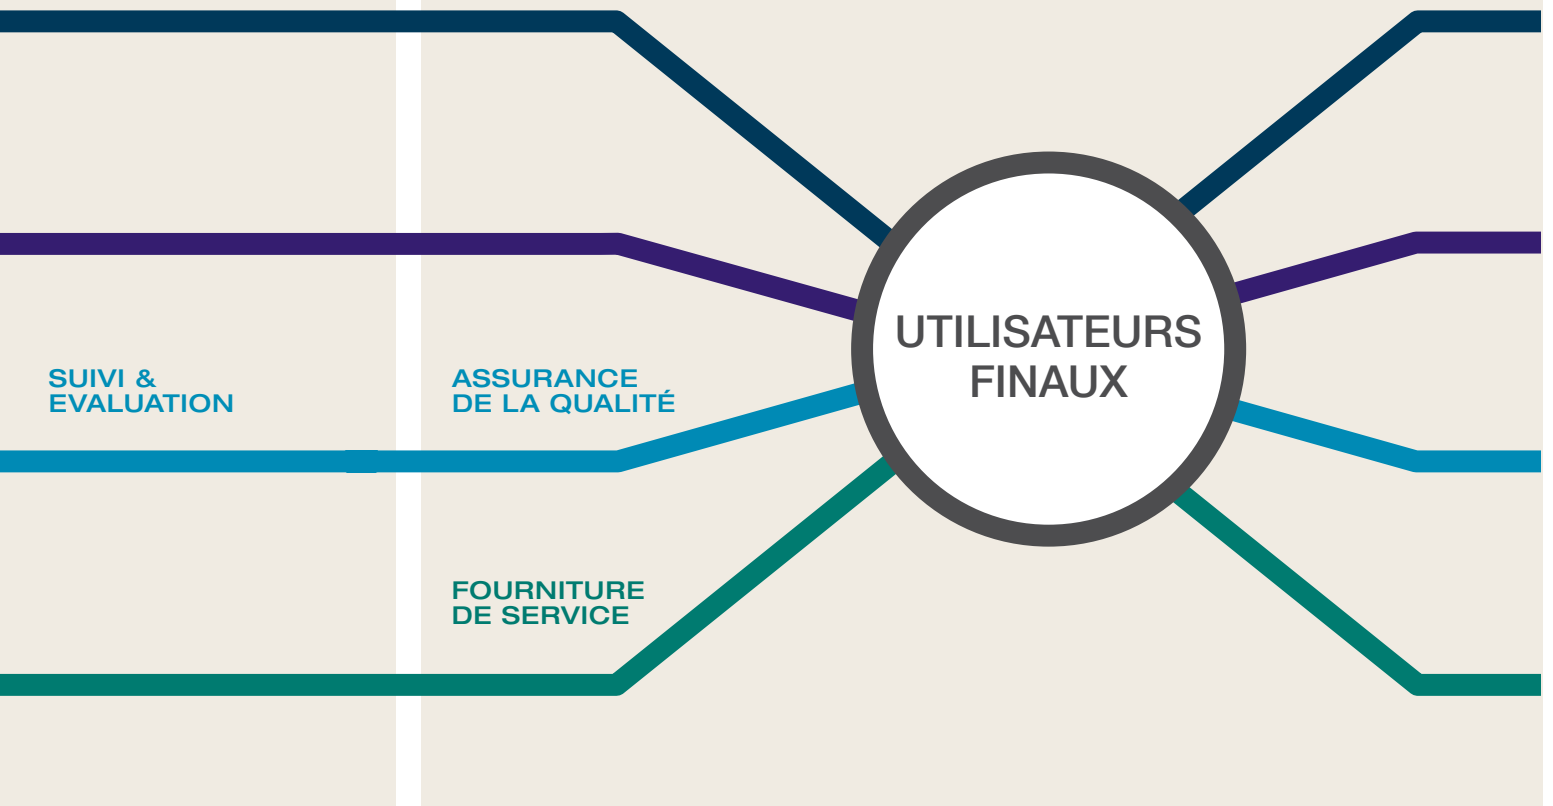 SUIVI &
EVALUATION
ASSURANCE
DE LA QUALITÉ
UTILISATEURS
FINAUX
FOURNITURE
DE SERVICE